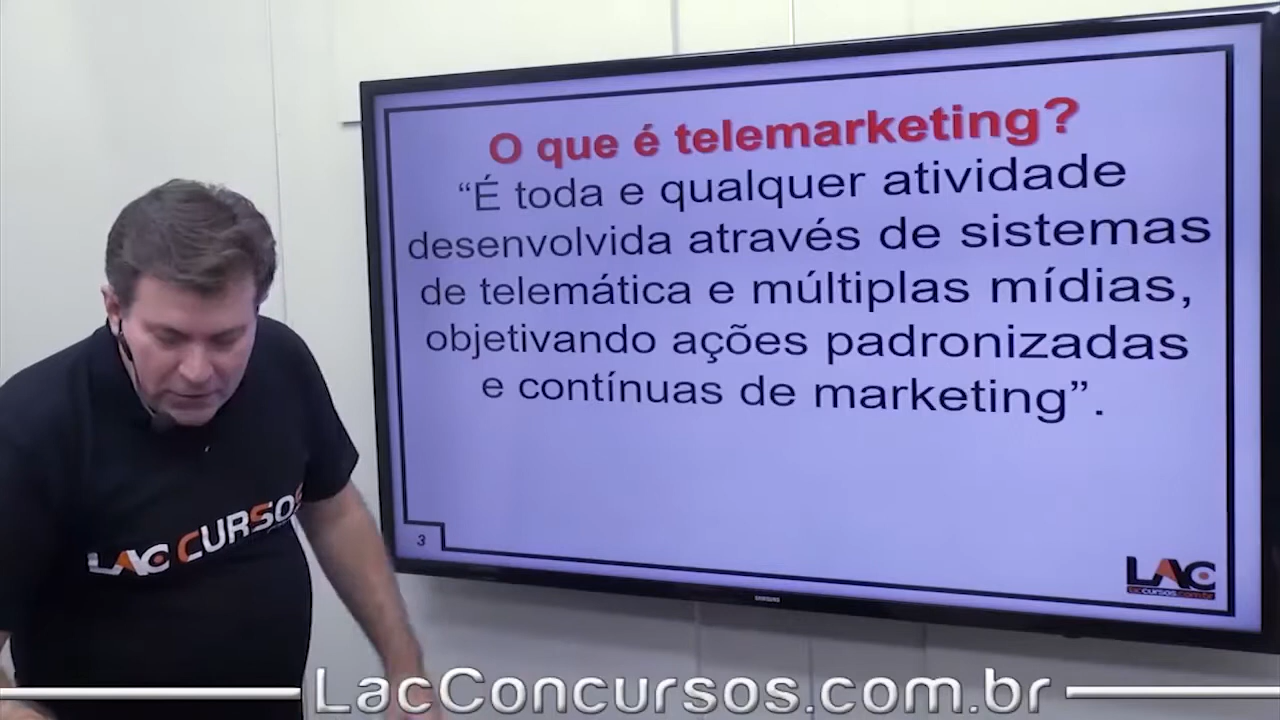 O que é telemarketing?
“É toda e qualquer atividade
desenvolvida através de sistemas
de telemática e múltiplas mídias,
objetivando ações padronizadas
e contínuas de marketing”.
3
LAC
laccursos.com.br
SAMSUNG
LAC CURSOS
LacConcursos.com.br